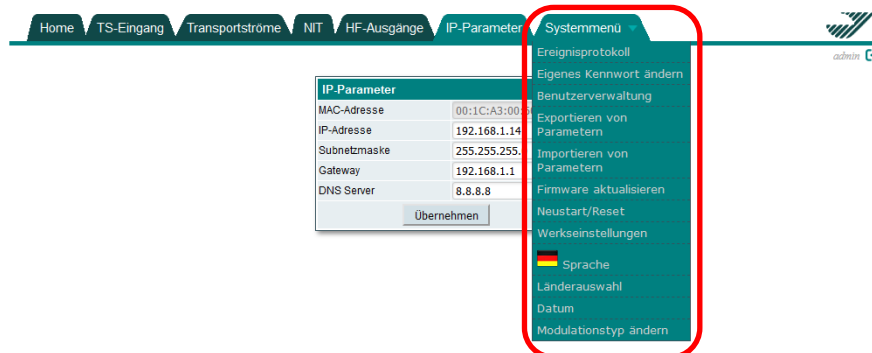 Home TS-Eingang Transportströme NIT HF-Ausgänge IP-Parameter Systemmenü
admin
IP-Parameter
MAC-Adresse 00:1C:A3:00:
IP-Adresse 192.168.1.14
Subnetzmaske 255.255.255.
Gateway 192.168.1.1
DNS Server 8.8.8.8
Übernehmen
Ereignisprotokoll
Eigenes Kennwort ändern
Benutzerverwaltung
Exportieren von
Parametern
Importieren von
Parametern
Firmware aktualisieren
Neustart/Reset
Werkseinstellungen
Sprache
Länderauswahl
Datum
Modulationstyp ändern